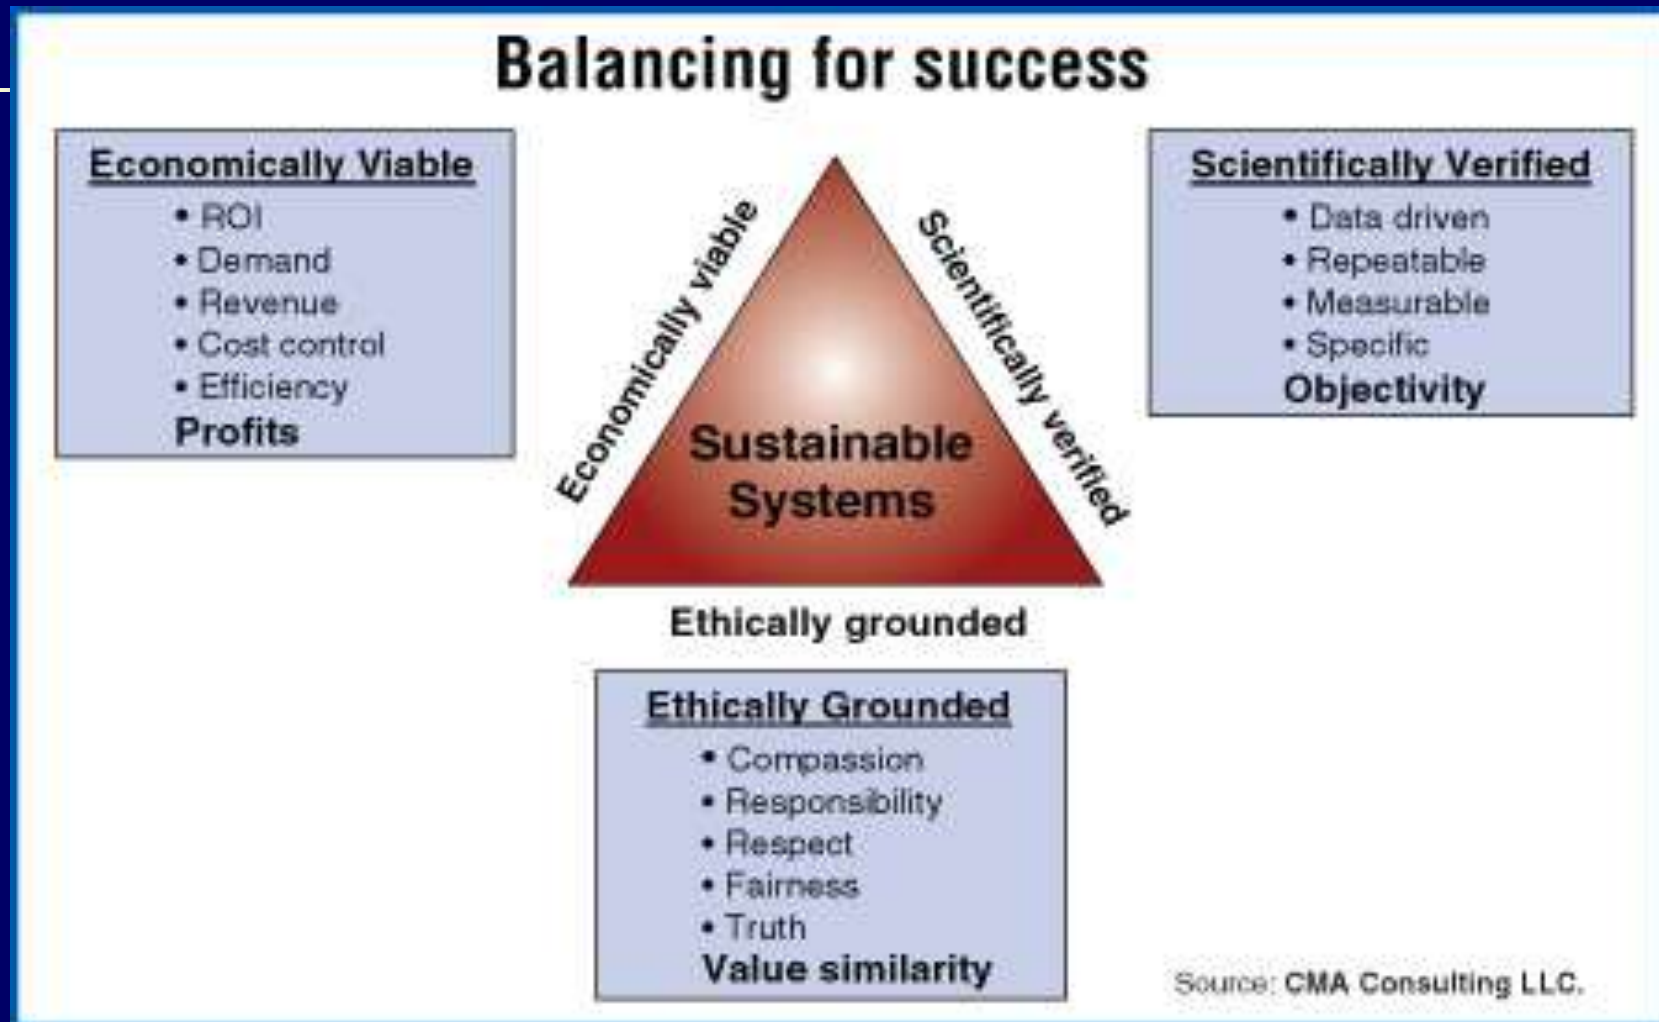 Balancing for success
Economically Viable
• ROI
• Demand
• Revenue
• Cost control
• Efficiency
Profits
Economically viable
Scientifically verified
Sustainable
Systems
Ethically grounded
Scientifically Verified
• Data driven
• Repeatable
• Measurable
• Specific
Objectivity
Ethically Grounded
• Compassion
• Responsibility
• Respect
• Fairness
• Truth
Value similarity
Source: CMA Consulting LLC.